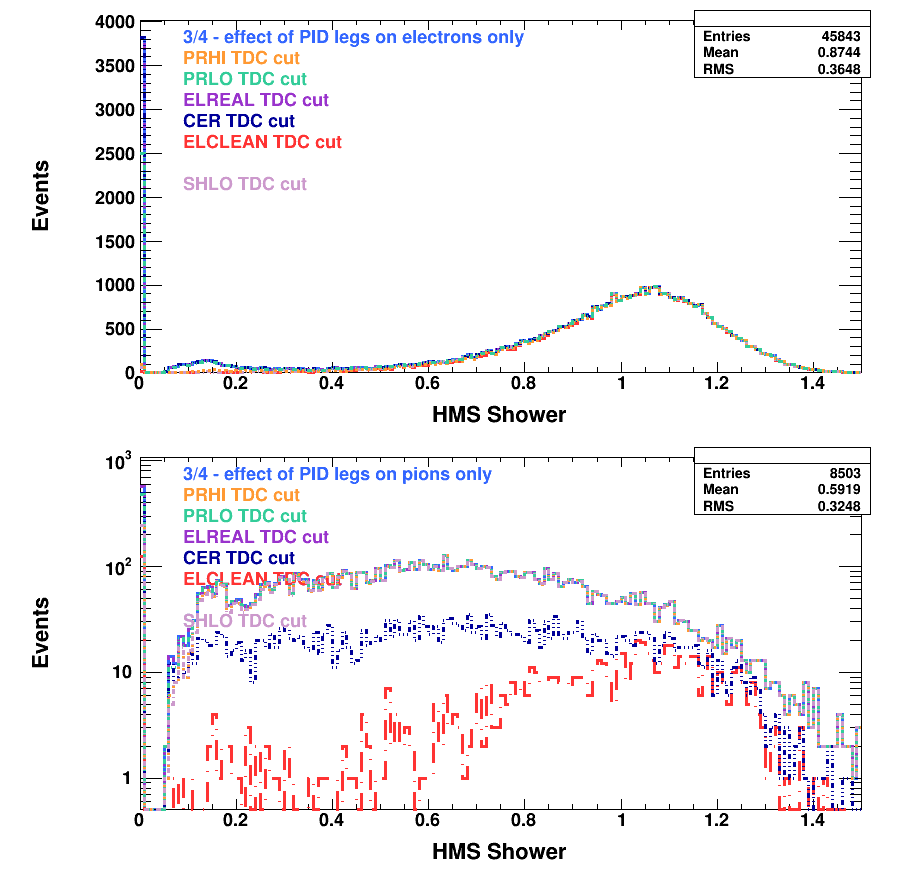 4000
3500
3000
2500
2000
1500
1000
500
0
Events
3/4 - effect of PID legs on electrons only
PRHI TDC cut
PRLO TDC cut
ELREAL TDC cut
CER TDC cut
ELCLEAN TDC cut
SHLO TDC cut
Entries 45843
Mean 0.8744
RMS 0.3648
0 0.2 0.4 0.6 0.8 1 1.2 1.4
HMS Shower
10³
10²
10
1
Events
3/4 - effect of PID legs on pions only
PRHI TDC cut
PRLO TDC cut
ELREAL TDC cut
CER TDC cut
ELCLEAN TDC cut
SHLO TDC cut
Entries 8503
Mean 0.5919
RMS 0.3248
0 0.2 0.4 0.6 0.8 1 1.2 1.4
HMS Shower